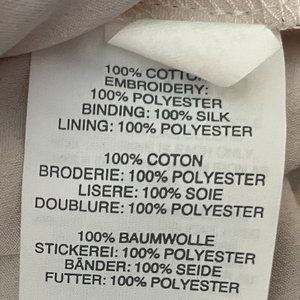 100% COTTON
EMBROIDERY:
100% POLYESTER
BINDING: 100% SILK
LINING: 100% POLYESTER
100% COTON
BRODERIE: 100% POLYESTER
LISERE: 100% SOIE
DOUBLURE: 100% POLYESTER
100% BAUMWOLLE
STICKEREI: 100% POLYESTER
BÄNDER: 100% SEIDE
FUTTER: 100% POLYESTER